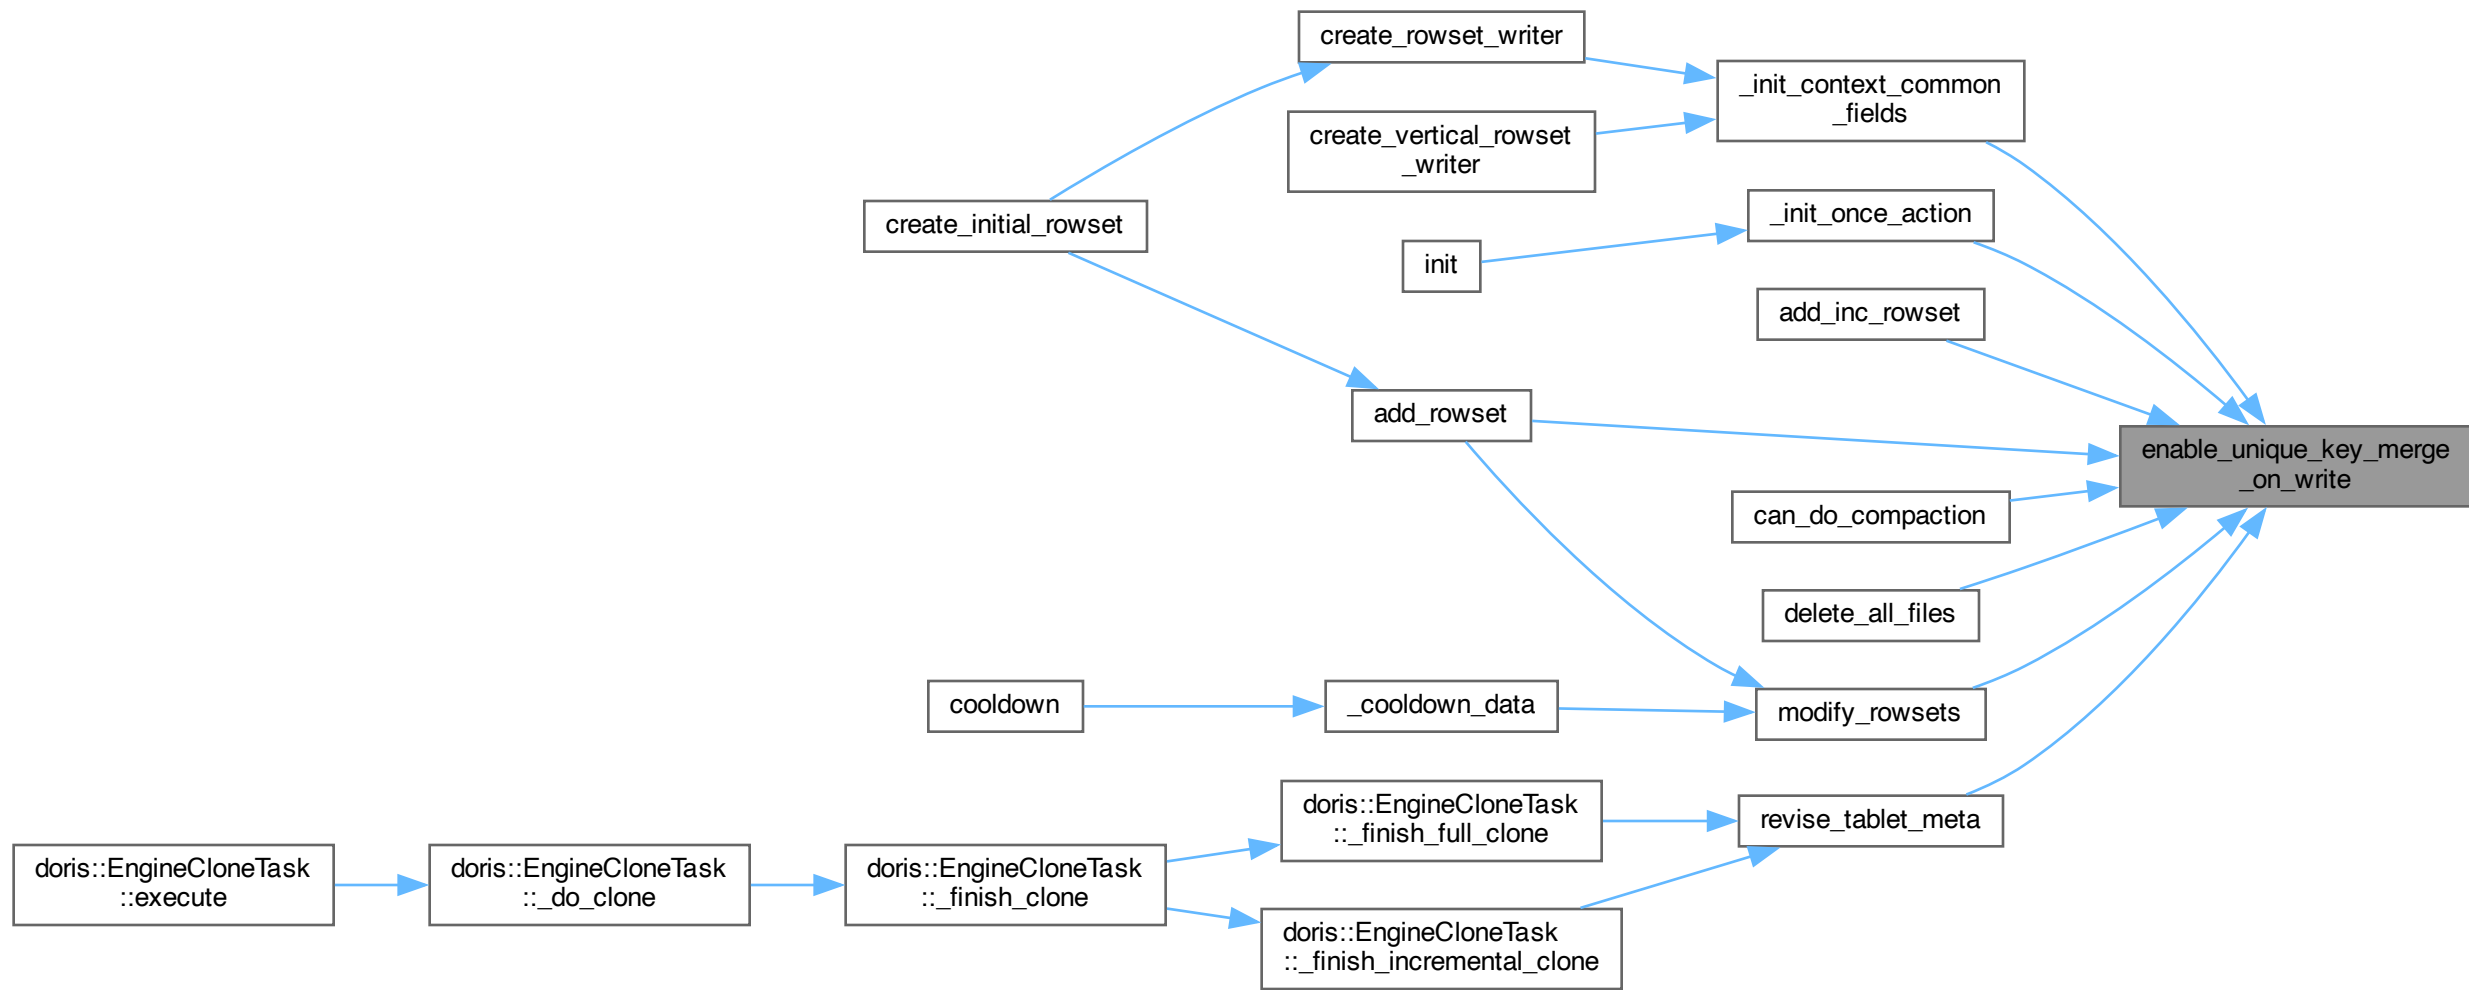 create_rowset_writer
_init_context_common
_fields
create_vertical_rowset
_writer
create_initial_rowset
_init_once_action
init
add_inc_rowset
add_rowset
enable_unique_key_merge
_on_write
can_do_compaction
delete_all_files
cooldown
_cooldown_data
modify_rowsets
doris::EngineCloneTask
::_finish_full_clone
revise_tablet_meta
doris::EngineCloneTask
::execute
doris::EngineCloneTask
::_do_clone
doris::EngineCloneTask
::_finish_clone
doris::EngineCloneTask
::_finish_incremental_clone